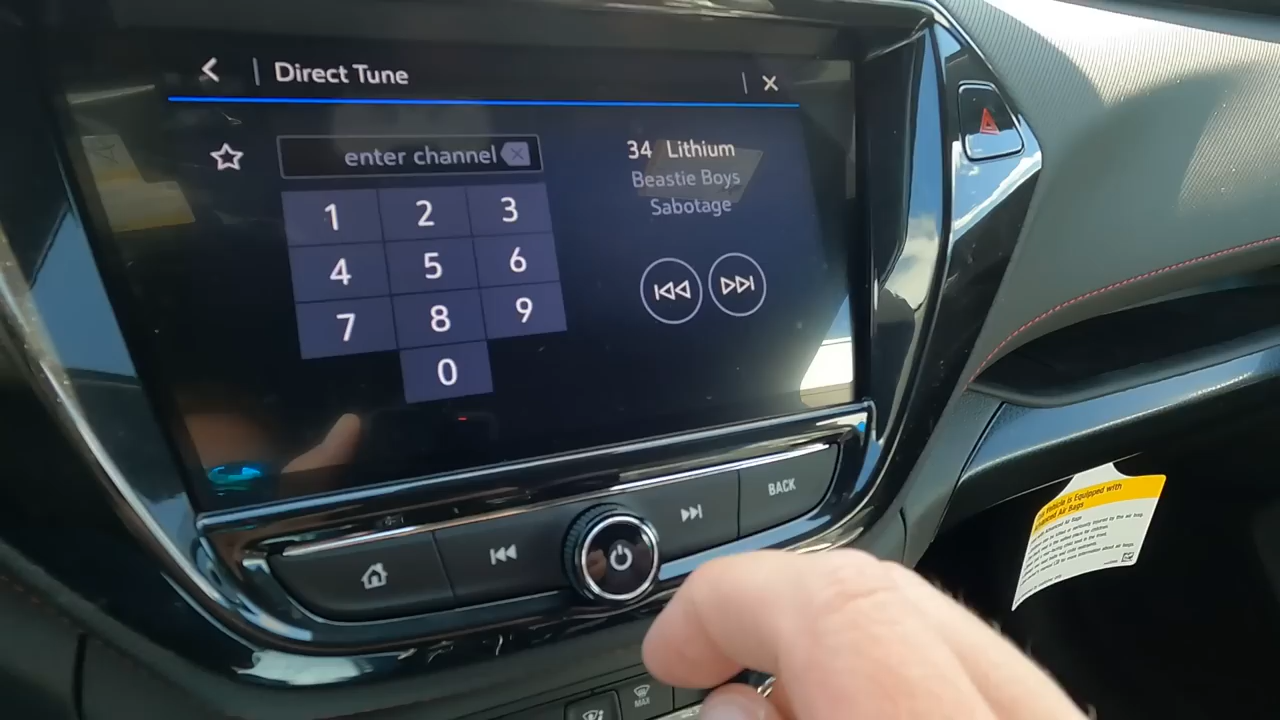 Direct Tune
enter channel
1 2 3
4 5 6
7 8 9
0
34 Lithium
Beastie Boys
Sabotage
BACK
MAX
Vehicle is Equipped with
Advanced Air Bags